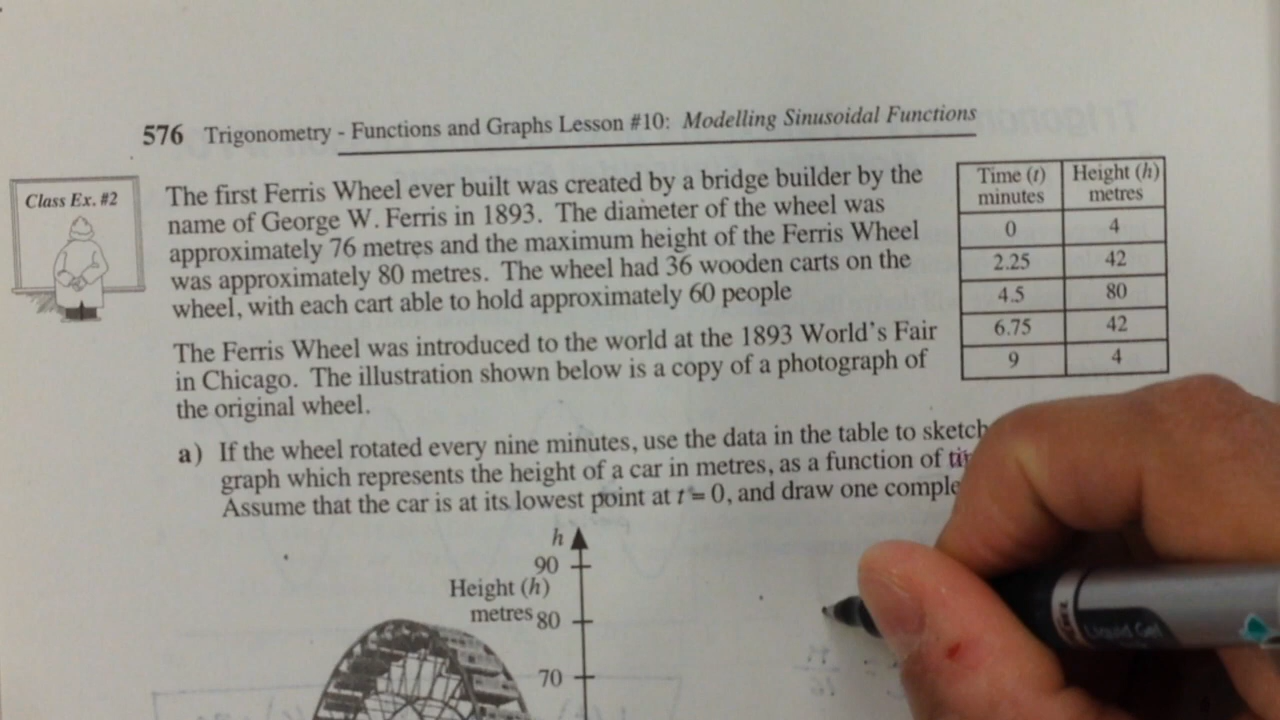 576 Trigonometry - Functions and Graphs Lesson #10: Modelling Sinusoidal Functions
Class Ex. #2
The first Ferris Wheel ever built was created by a bridge builder by the
name of George W. Ferris in 1893. The diameter of the wheel was
approximately 76 metres and the maximum height of the Ferris Wheel
was approximately 80 metres. The wheel had 36 wooden carts on the
wheel, with each cart able to hold approximately 60 people
Time (t) Height (h)
minutes metres
0 4
2.25 42
4.5 80
6.75 42
9 4
The Ferris Wheel was introduced to the world at the 1893 World's Fair
in Chicago. The illustration shown below is a copy of a photograph of
the original wheel.
a) If the wheel rotated every nine minutes, use the data in the table to sketch
graph which represents the height of a car in metres, as a function of
Assume that the car is at its lowest point at t = 0, and draw one
h
90
Height (h)
metres 80
70
Liquid Gel